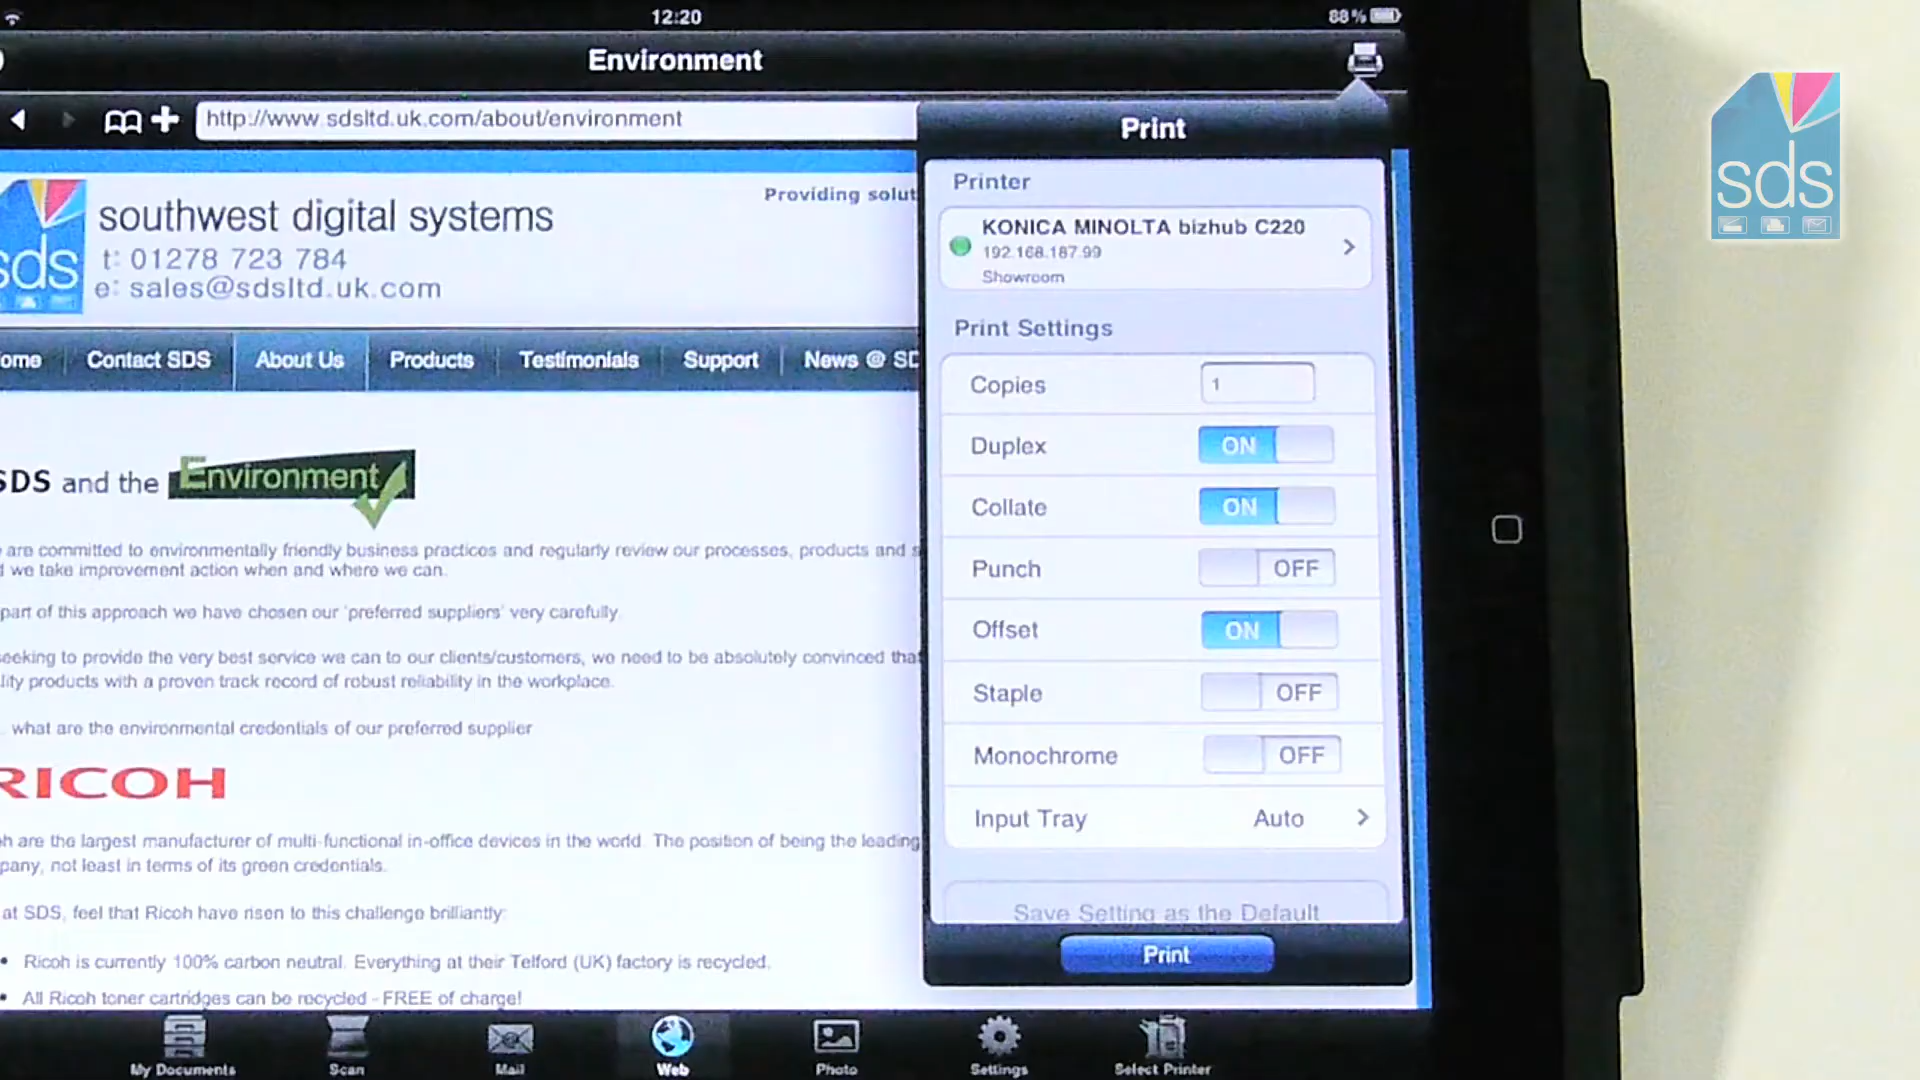 12:20
88%
Environment
http://www.sdsltd.uk.com/about/environment
Print
sds
Printer
KONICA MINOLTA bizhub C220
192.168.187.99
Showroom
Providing solut
southwest digital systems
t: 01278 723 784
e: sales@sdsltd.uk.com
sds
ome
Contact SDS
About Us
Products
Testimonials
Support
News @ SD
Print Settings
Copies 1
Duplex ON
Collate ON
Punch OFF
Offset ON
Staple OFF
Monochrome OFF
Input Tray Auto
Save Setting as the Default
Print
SDS and the Environment
are committed to environmentally friendly business practices and regularly review our processes, products and s
d we take improvement action when and where we can.
part of this approach we have chosen our 'preferred suppliers' very carefully
eeking to provide the very best service we can to our clients/customers, we need to be absolutely convinced that
lity products with a proven track record of robust reliability in the workplace.
what are the environmental credentials of our preferred supplier
RICOH
h are the largest manufacturer of multi-functional in-office devices in the world. The position of being the leading
pany, not least in terms of its green credentials.
at SDS, feel that Ricoh have risen to this challenge brilliantly:
• Ricoh is currently 100% carbon neutral. Everything at their Telford (UK) factory is recycled.
• All Ricoh toner cartridges can be recycled - FREE of charge!
My Documents
Scan
Mail
Web
Photo
Settings
Select Printer